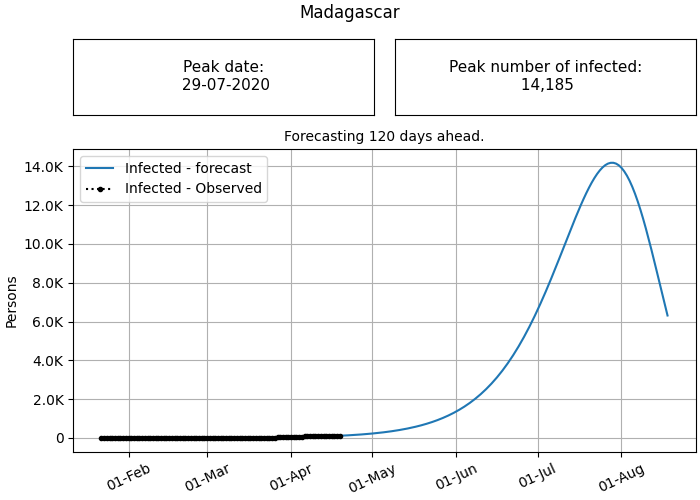 Madagascar
Peak date:
29-07-2020
Peak number of infected:
14,185
Forecasting 120 days ahead.
Infected - forecast
Infected - Observed
Persons
14.0K
12.0K
10.0K
8.0K
6.0K
4.0K
2.0K
0
01-Feb
01-Mar
01-Apr
01-May
01-Jun
01-Jul
01-Aug